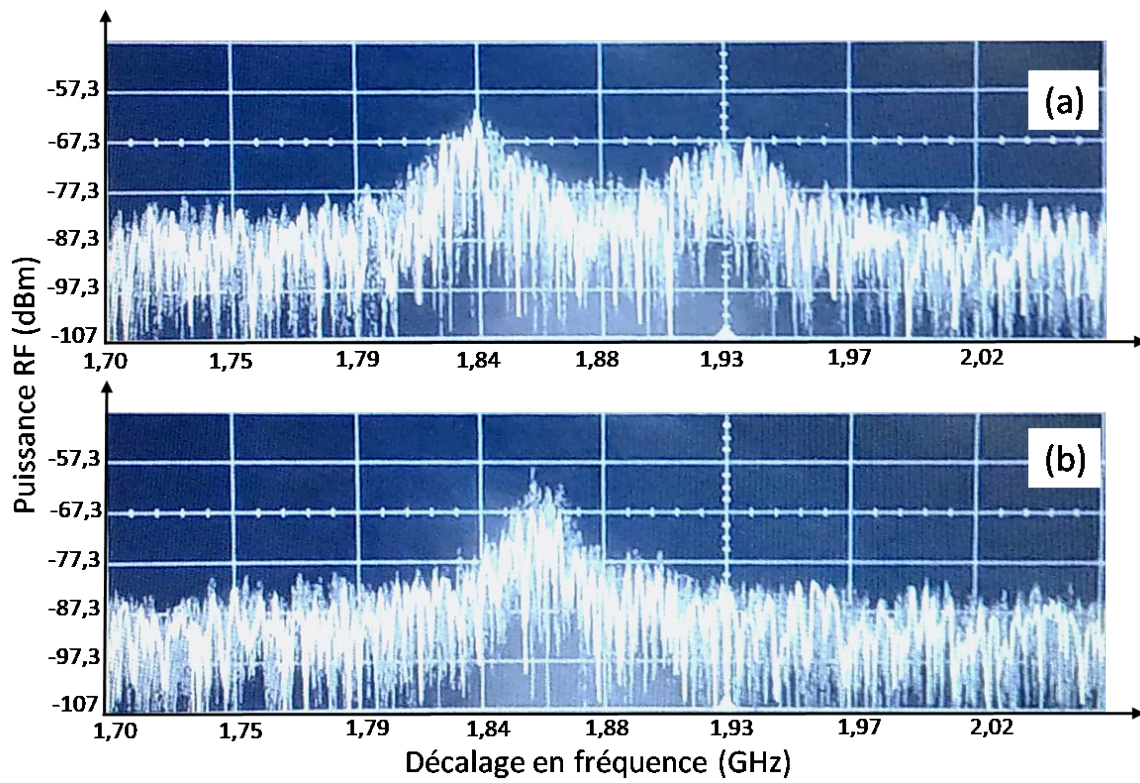 Puissance RF (dBm)
(a)
-57,3
-67,3
-77,3
-87,3
-97,3
-107
1,70 1,75 1,79 1,84 1,88 1,93 1,97 2,02
(b)
-57,3
-67,3
-77,3
-87,3
-97,3
-107
1,70 1,75 1,79 1,84 1,88 1,93 1,97 2,02
Décalage en fréquence (GHz)